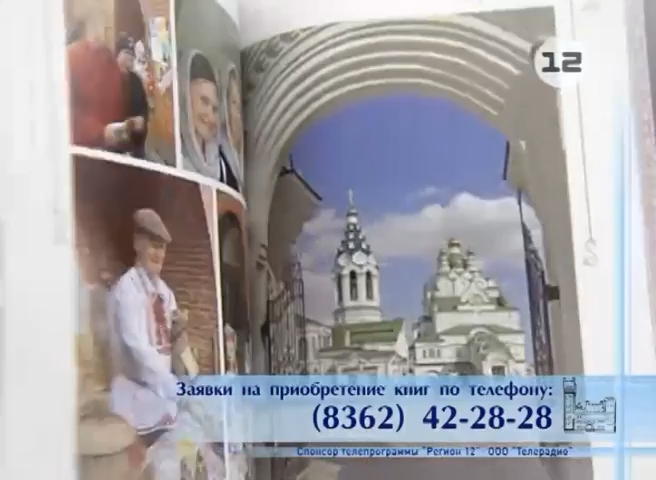 12
Заявки на приобретение книг по телефону:
(8362) 42-28-28
Спонсор телепрограммы "Регион 12" ООО "Телерадио"